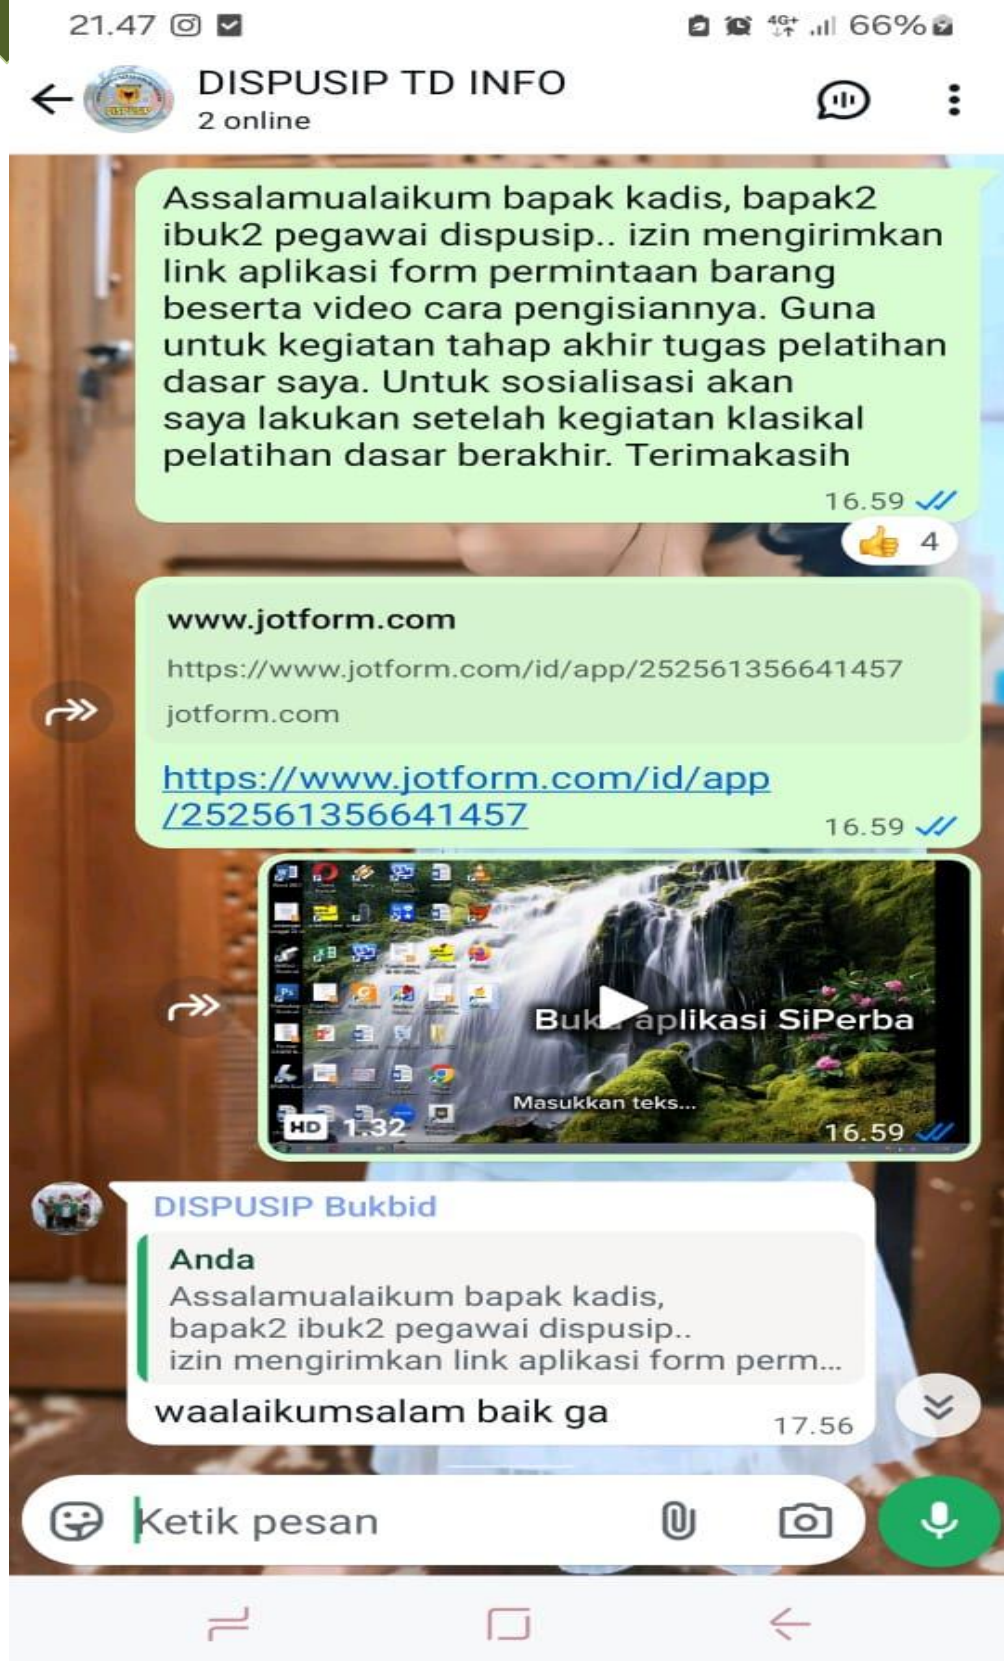 21.47
4G+
66%
DISPUSIP TD INFO
2 online
Assalamualaikum bapak kadis, bapak2
ibuk2 pegawai dispusip.. izin mengirimkan
link aplikasi form permintaan barang
beserta video cara pengisiannya. Guna
untuk kegiatan tahap akhir tugas pelatihan
dasar saya. Untuk sosialisasi akan
saya lakukan setelah kegiatan klasikal
pelatihan dasar berakhir. Terimakasih
16.59
4
www.jotform.com
https://www.jotform.com/id/app/252561356641457
jotform.com
https://www.jotform.com/id/app
/252561356641457
16.59
Buka aplikasi SiPerba
Masukkan teks...
HD 1.32
16.59
DISPUSIP Bukbid
Anda
Assalamualaikum bapak kadis,
bapak2 ibuk2 pegawai dispusip..
izin mengirimkan link aplikasi form perm...
waalaikumsalam baik ga
17.56
Ketik pesan